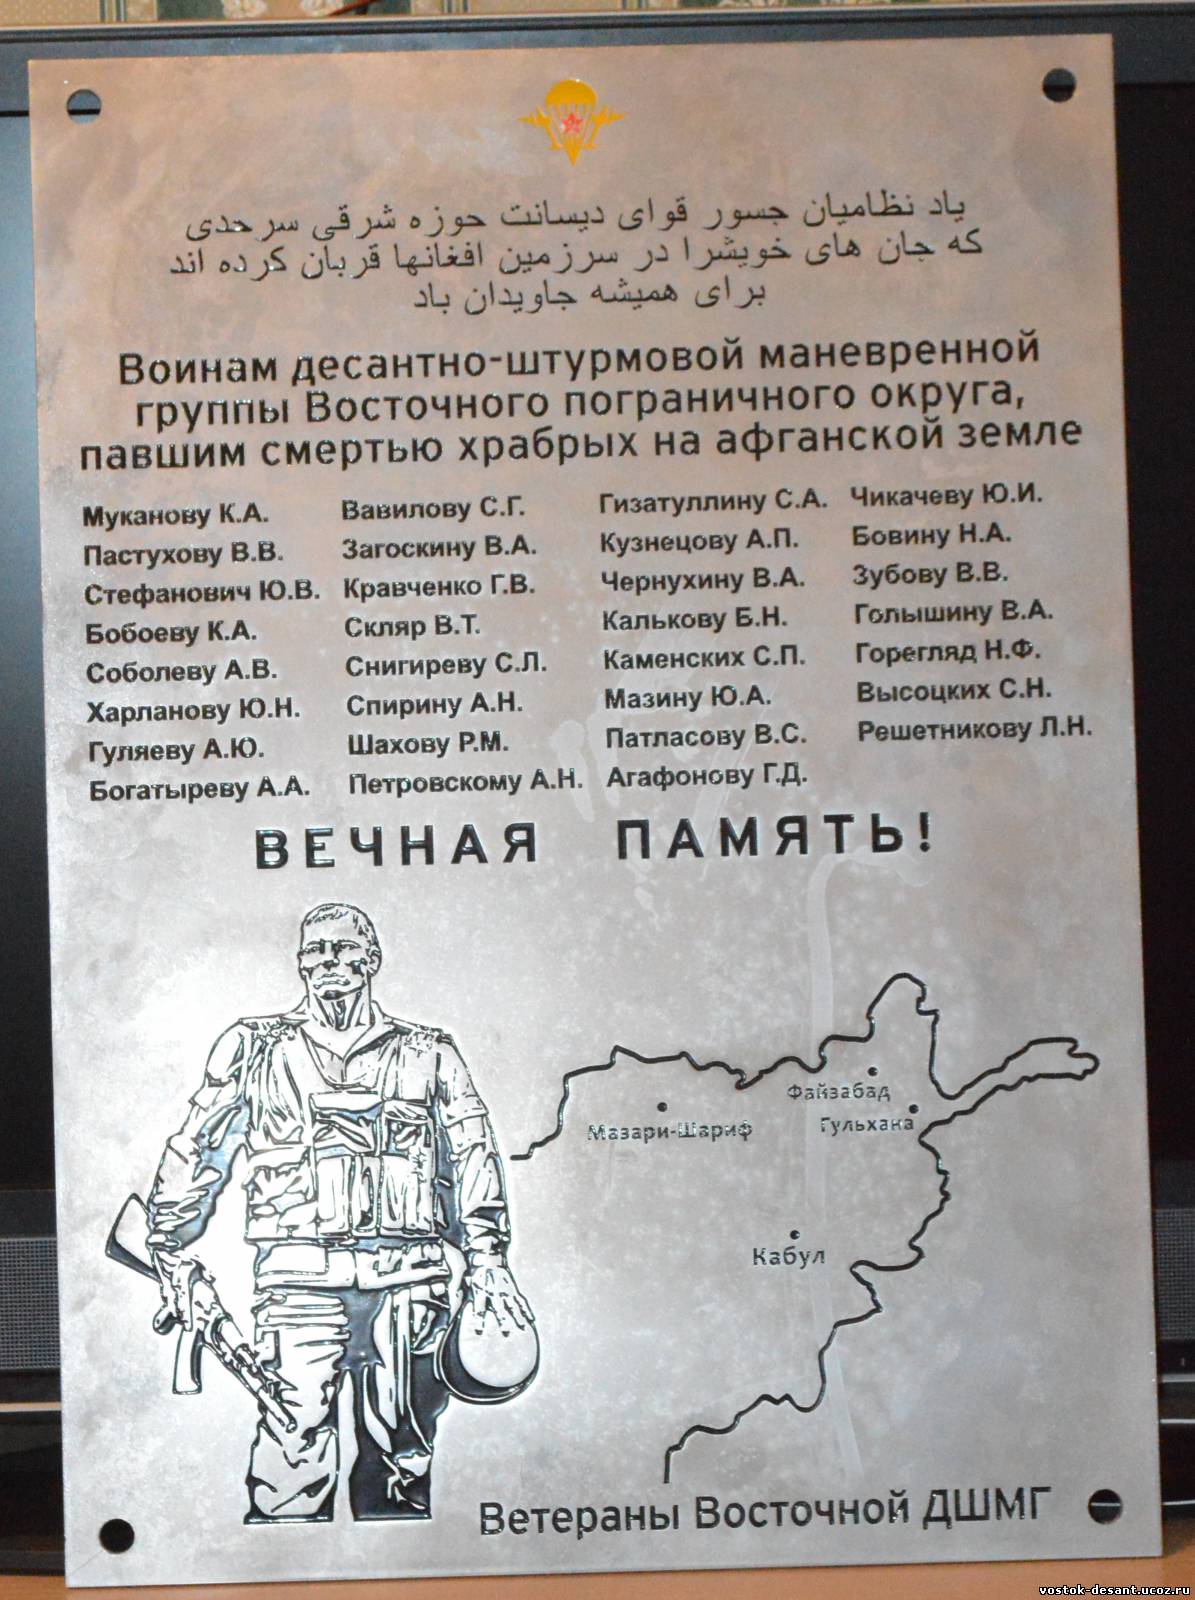 یاد نظامیان جسور قوای دیسانت حوزه شرقی سرحدی
که جان های خویشرا در سرزمین افغانها قربان کرده اند
برای همیشه جاویدان باد
Воинам десантно-штурмовой маневренной
группы Восточного пограничного округа,
павшим смертью храбрых на афганской земле
Муканову К.А.
Пастухову В.В.
Стефанович Ю.В.
Бобоеву К.А.
Соболеву А.В.
Харланову Ю.Н.
Гуляеву А.Ю.
Богатыреву А.А.
Вавилову С.Г.
Загоскину В.А.
Кравченко Г.В.
Скляр В.Т.
Снигиреву С.Л.
Спирину А.Н.
Шахову Р.М.
Петровскому А.Н.
Гизатуллину С.А.
Кузнецову А.П.
Чернухину В.А.
Калькову Б.Н.
Каменских С.П.
Мазину Ю.А.
Патласову В.С.
Агафонову Г.Д.
Чикачеву Ю.И.
Бовину Н.А.
Зубову В.В.
Голышину В.А.
Горегляд Н.Ф.
Высоцких С.Н.
Решетникову Л.Н.
ВЕЧНАЯ ПАМЯТЬ!
Файзабад
Мазари-Шариф
Гульхана
Кабул
Ветераны Восточной ДШМГ
vostok-desant.ucoz.ru